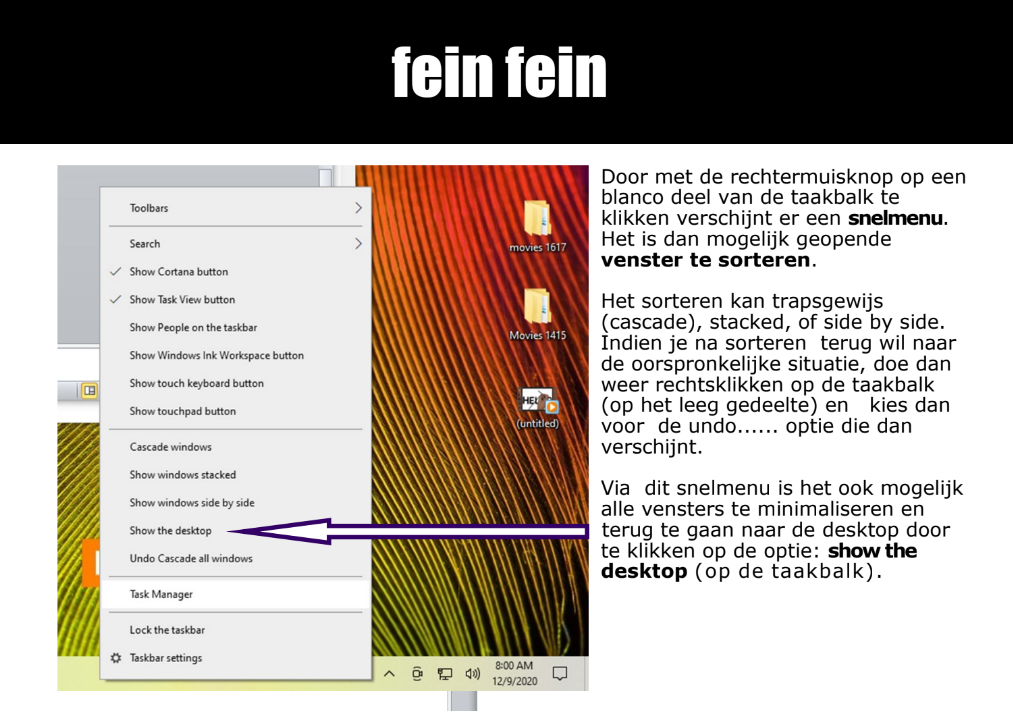 fein fein
Toolbars
Search
Show Cortana button
Show Task View button
Show People on the taskbar
Show Windows Ink Workspace button
Show touch keyboard button
Show touchpad button
Cascade windows
Show windows stacked
Show windows side by side
Show the desktop
Undo Cascade all windows
Task Manager
Lock the taskbar
Taskbar settings
movies 1617
Movies 1415
(untitled)
8:00 AM
12/9/2020
Door met de rechtermuisknop op een
blanco deel van de taakbalk te
klikken verschijnt er een snelmenu.
Het is dan mogelijk geopende
venster te sorteren.
Het sorteren kan trapsgewijs
(cascade), stacked, of side by side.
Indien je na sorteren terug wil naar
de oorspronkelijke situatie, doe dan
weer rechtsklikken op de taakbalk
(op het leeg gedeelte) en kies dan
voor de undo...... optie die dan
verschijnt.
Via dit snelmenu is het ook mogelijk
alle vensters te minimaliseren en
terug te gaan naar de desktop door
te klikken op de optie: show the
desktop (op de taakbalk).